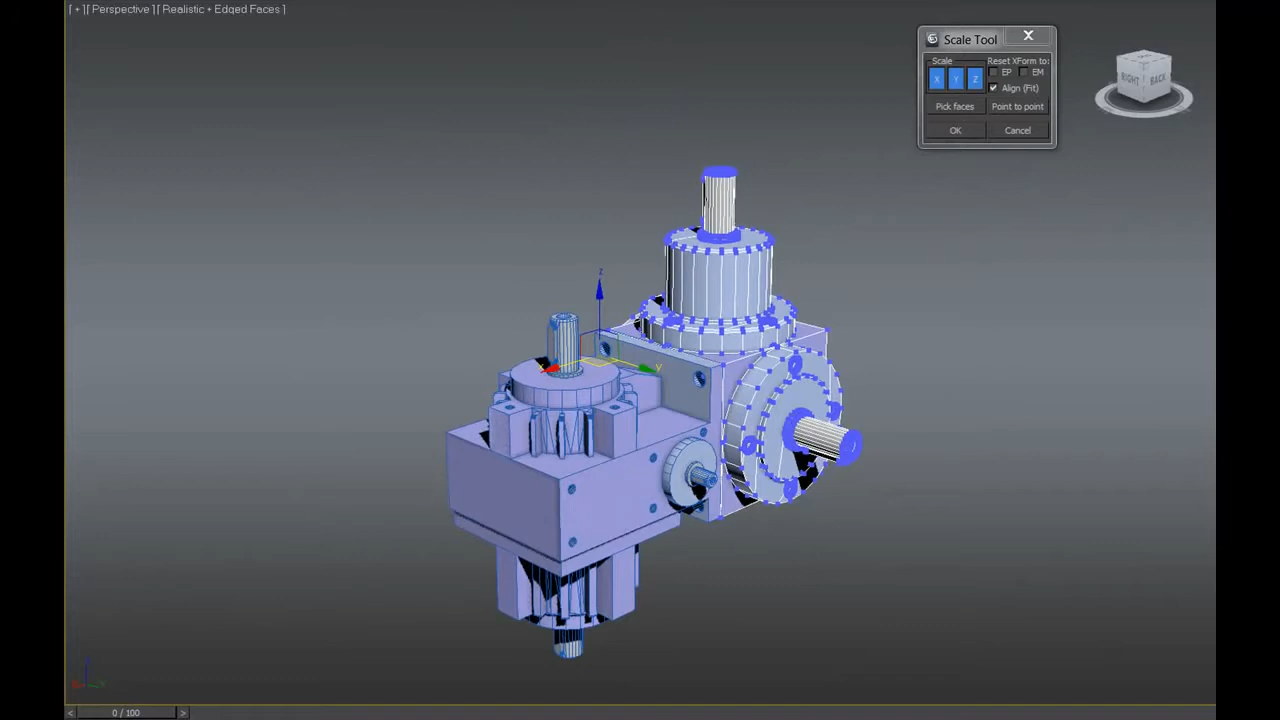 [ + ][ Perspective ][ Realistic + Edged Faces ]
Scale Tool X
Scale Reset XForm to:
X Y Z EP EM
Align (Fit)
Pick faces Point to point
OK Cancel
RIGHT BACK
z
x y
< 0 / 100 >